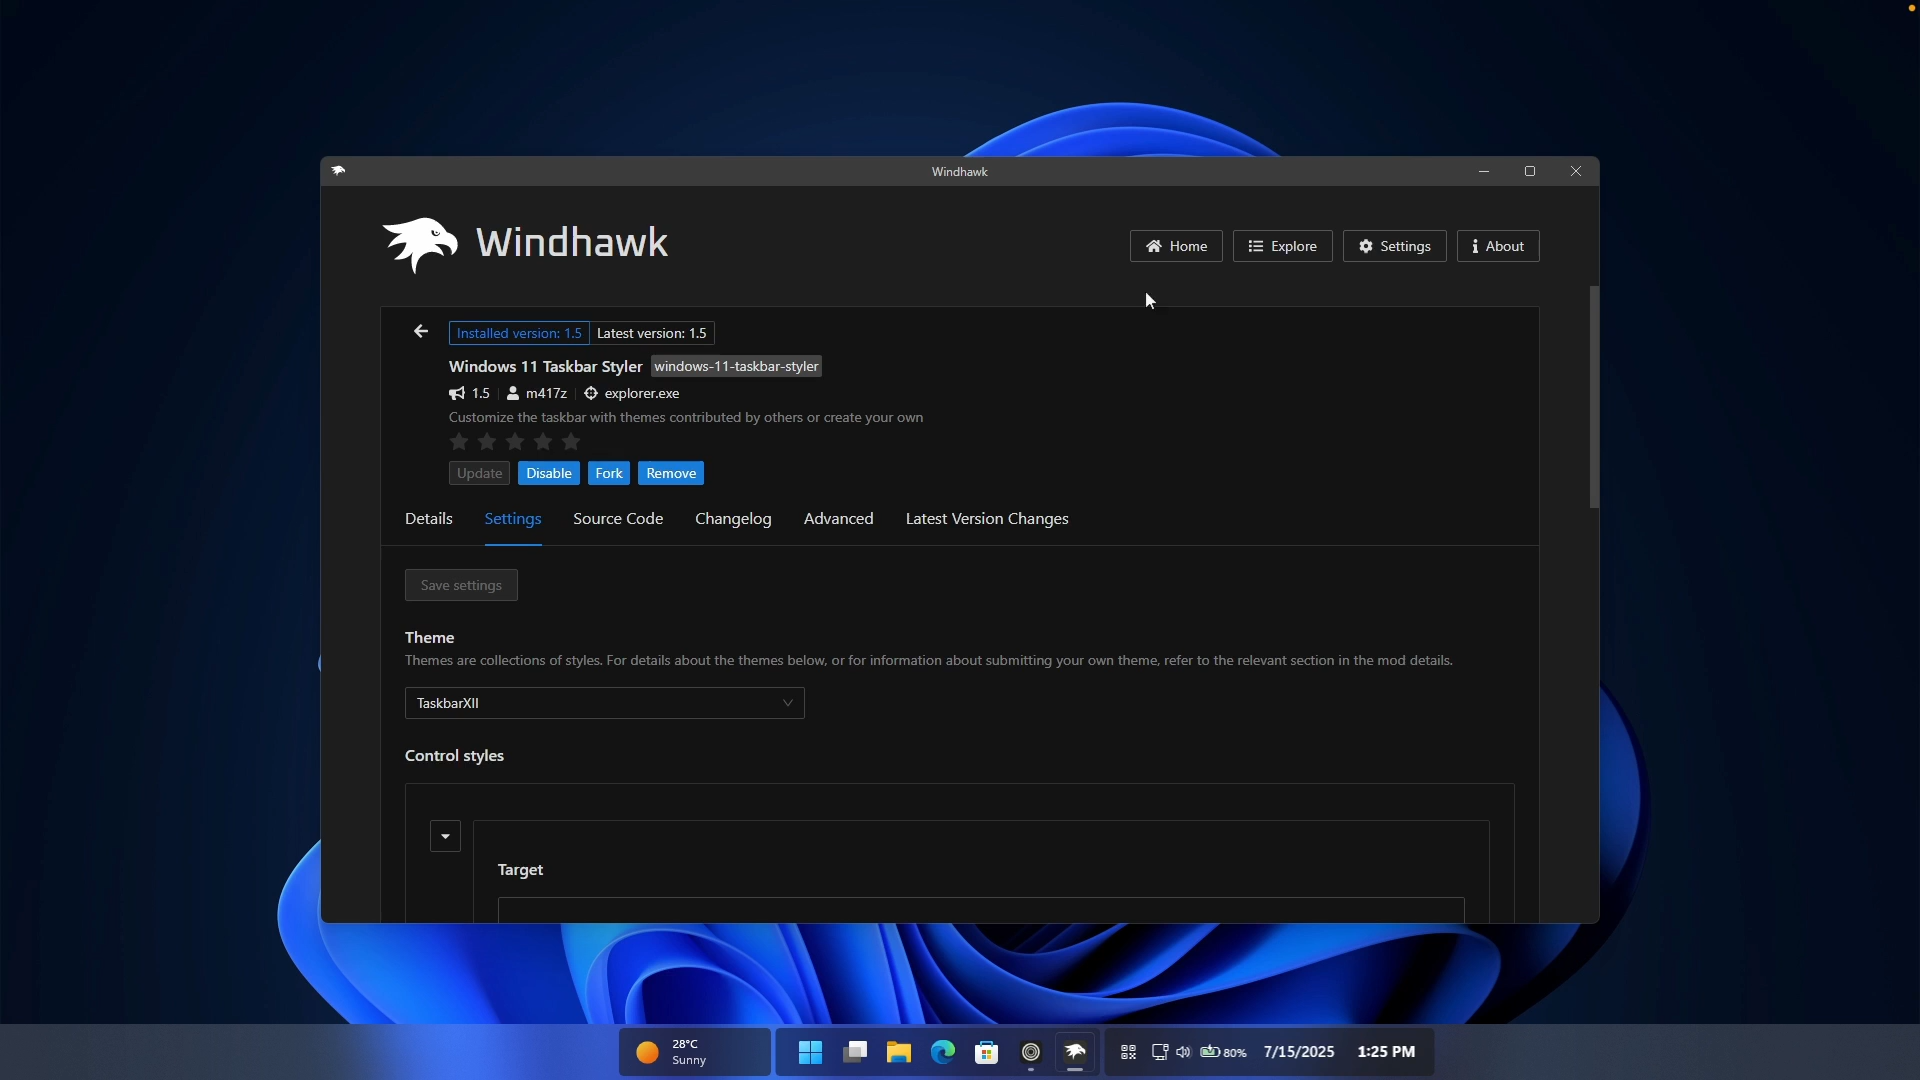 Windhawk
Windhawk
Home
Explore
Settings
About
Installed version: 1.5
Latest version: 1.5
Windows 11 Taskbar Styler
windows-11-taskbar-styler
1.5
m417z
explorer.exe
Customize the taskbar with themes contributed by others or create your own
Update
Disable
Fork
Remove
Details
Settings
Source Code
Changelog
Advanced
Latest Version Changes
Save settings
Theme
Themes are collections of styles. For details about the themes below, or for information about submitting your own theme, refer to the relevant section in the mod details.
TaskbarXII
Control styles
Target
28°C
Sunny
80%
7/15/2025
1:25 PM